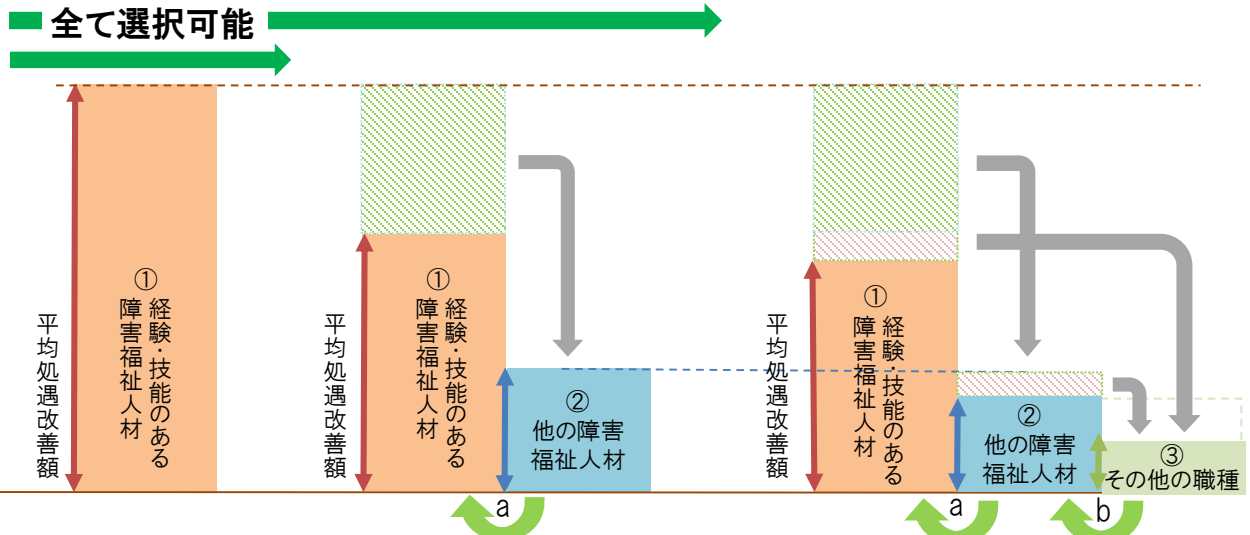 全て選択可能
平均処遇改善額
①
経験・技能のある
障害福祉人材
平均処遇改善額
①
経験・技能のある
障害福祉人材
②
他の障害
福祉人材
a
平均処遇改善額
①
経験・技能のある
障害福祉人材
②
他の障害
福祉人材
③
その他の職種
a
b